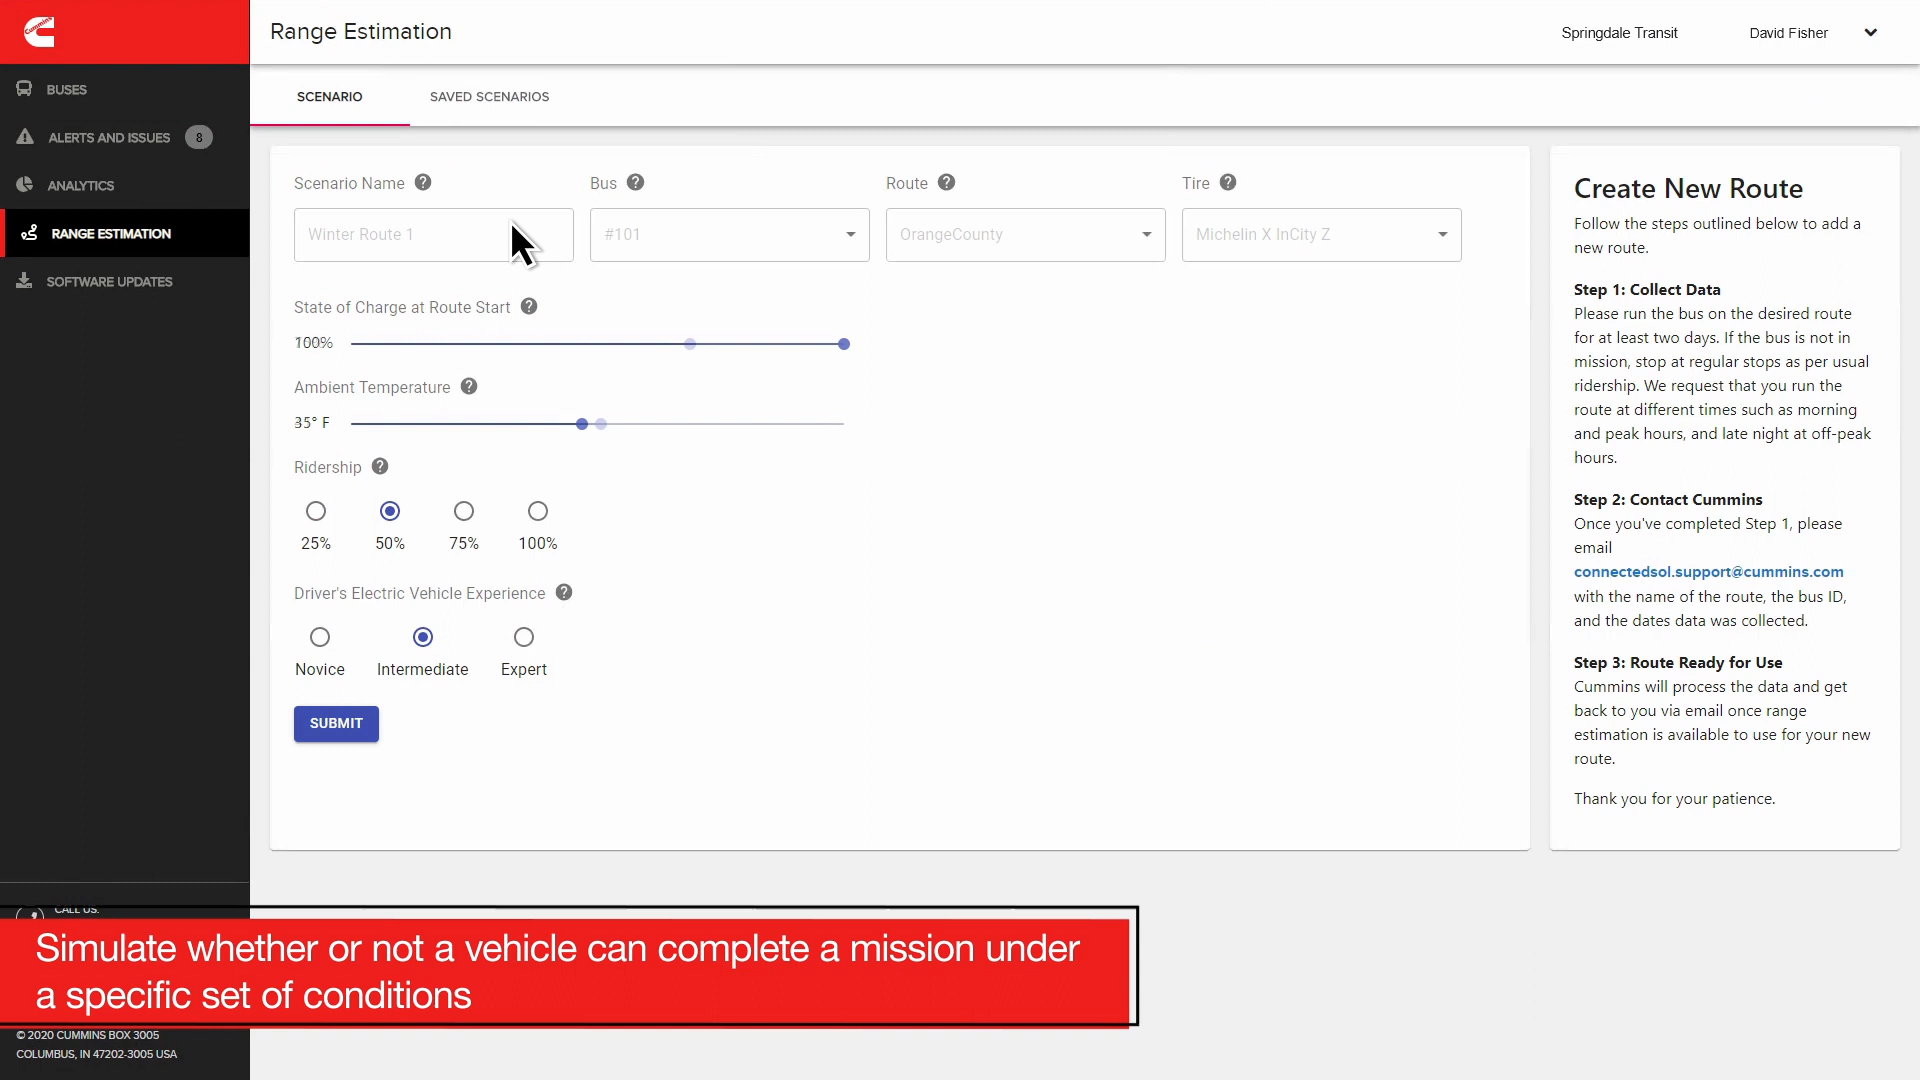 Cummins
Range Estimation
Springdale Transit
David Fisher
BUSES
ALERTS AND ISSUES 8
ANALYTICS
RANGE ESTIMATION
SOFTWARE UPDATES
SCENARIO
SAVED SCENARIOS
Scenario Name ?
Bus ?
Route ?
Tire ?
Winter Route 1
#101
OrangeCounty
Michelin X InCity Z
State of Charge at Route Start ?
100%
Ambient Temperature ?
35° F
Ridership ?
25% 50% 75% 100%
Driver's Electric Vehicle Experience ?
Novice Intermediate Expert
SUBMIT
Create New Route
Follow the steps outlined below to add a
new route.
Step 1: Collect Data
Please run the bus on the desired route
for at least two days. If the bus is not in
mission, stop at regular stops as per usual
ridership. We request that you run the
route at different times such as morning
and peak hours, and late night at off-peak
hours.
Step 2: Contact Cummins
Once you've completed Step 1, please
email
connectedsol.support@cummins.com
with the name of the route, the bus ID,
and the dates data was collected.
Step 3: Route Ready for Use
Cummins will process the data and get
back to you via email once range
estimation is available to use for your new
route.
Thank you for your patience.
CALL US:
Simulate whether or not a vehicle can complete a mission under
a specific set of conditions
© 2020 CUMMINS BOX 3005
COLUMBUS, IN 47202-3005 USA